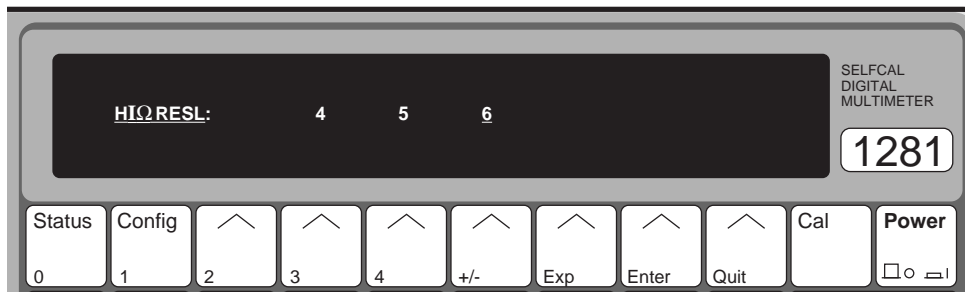 SELFCAL
DIGITAL
MULTIMETER
HIΩ RESL: 4 5 6
1281
Status Config Cal Power
0 1 2 3 4 +/- Exp Enter Quit